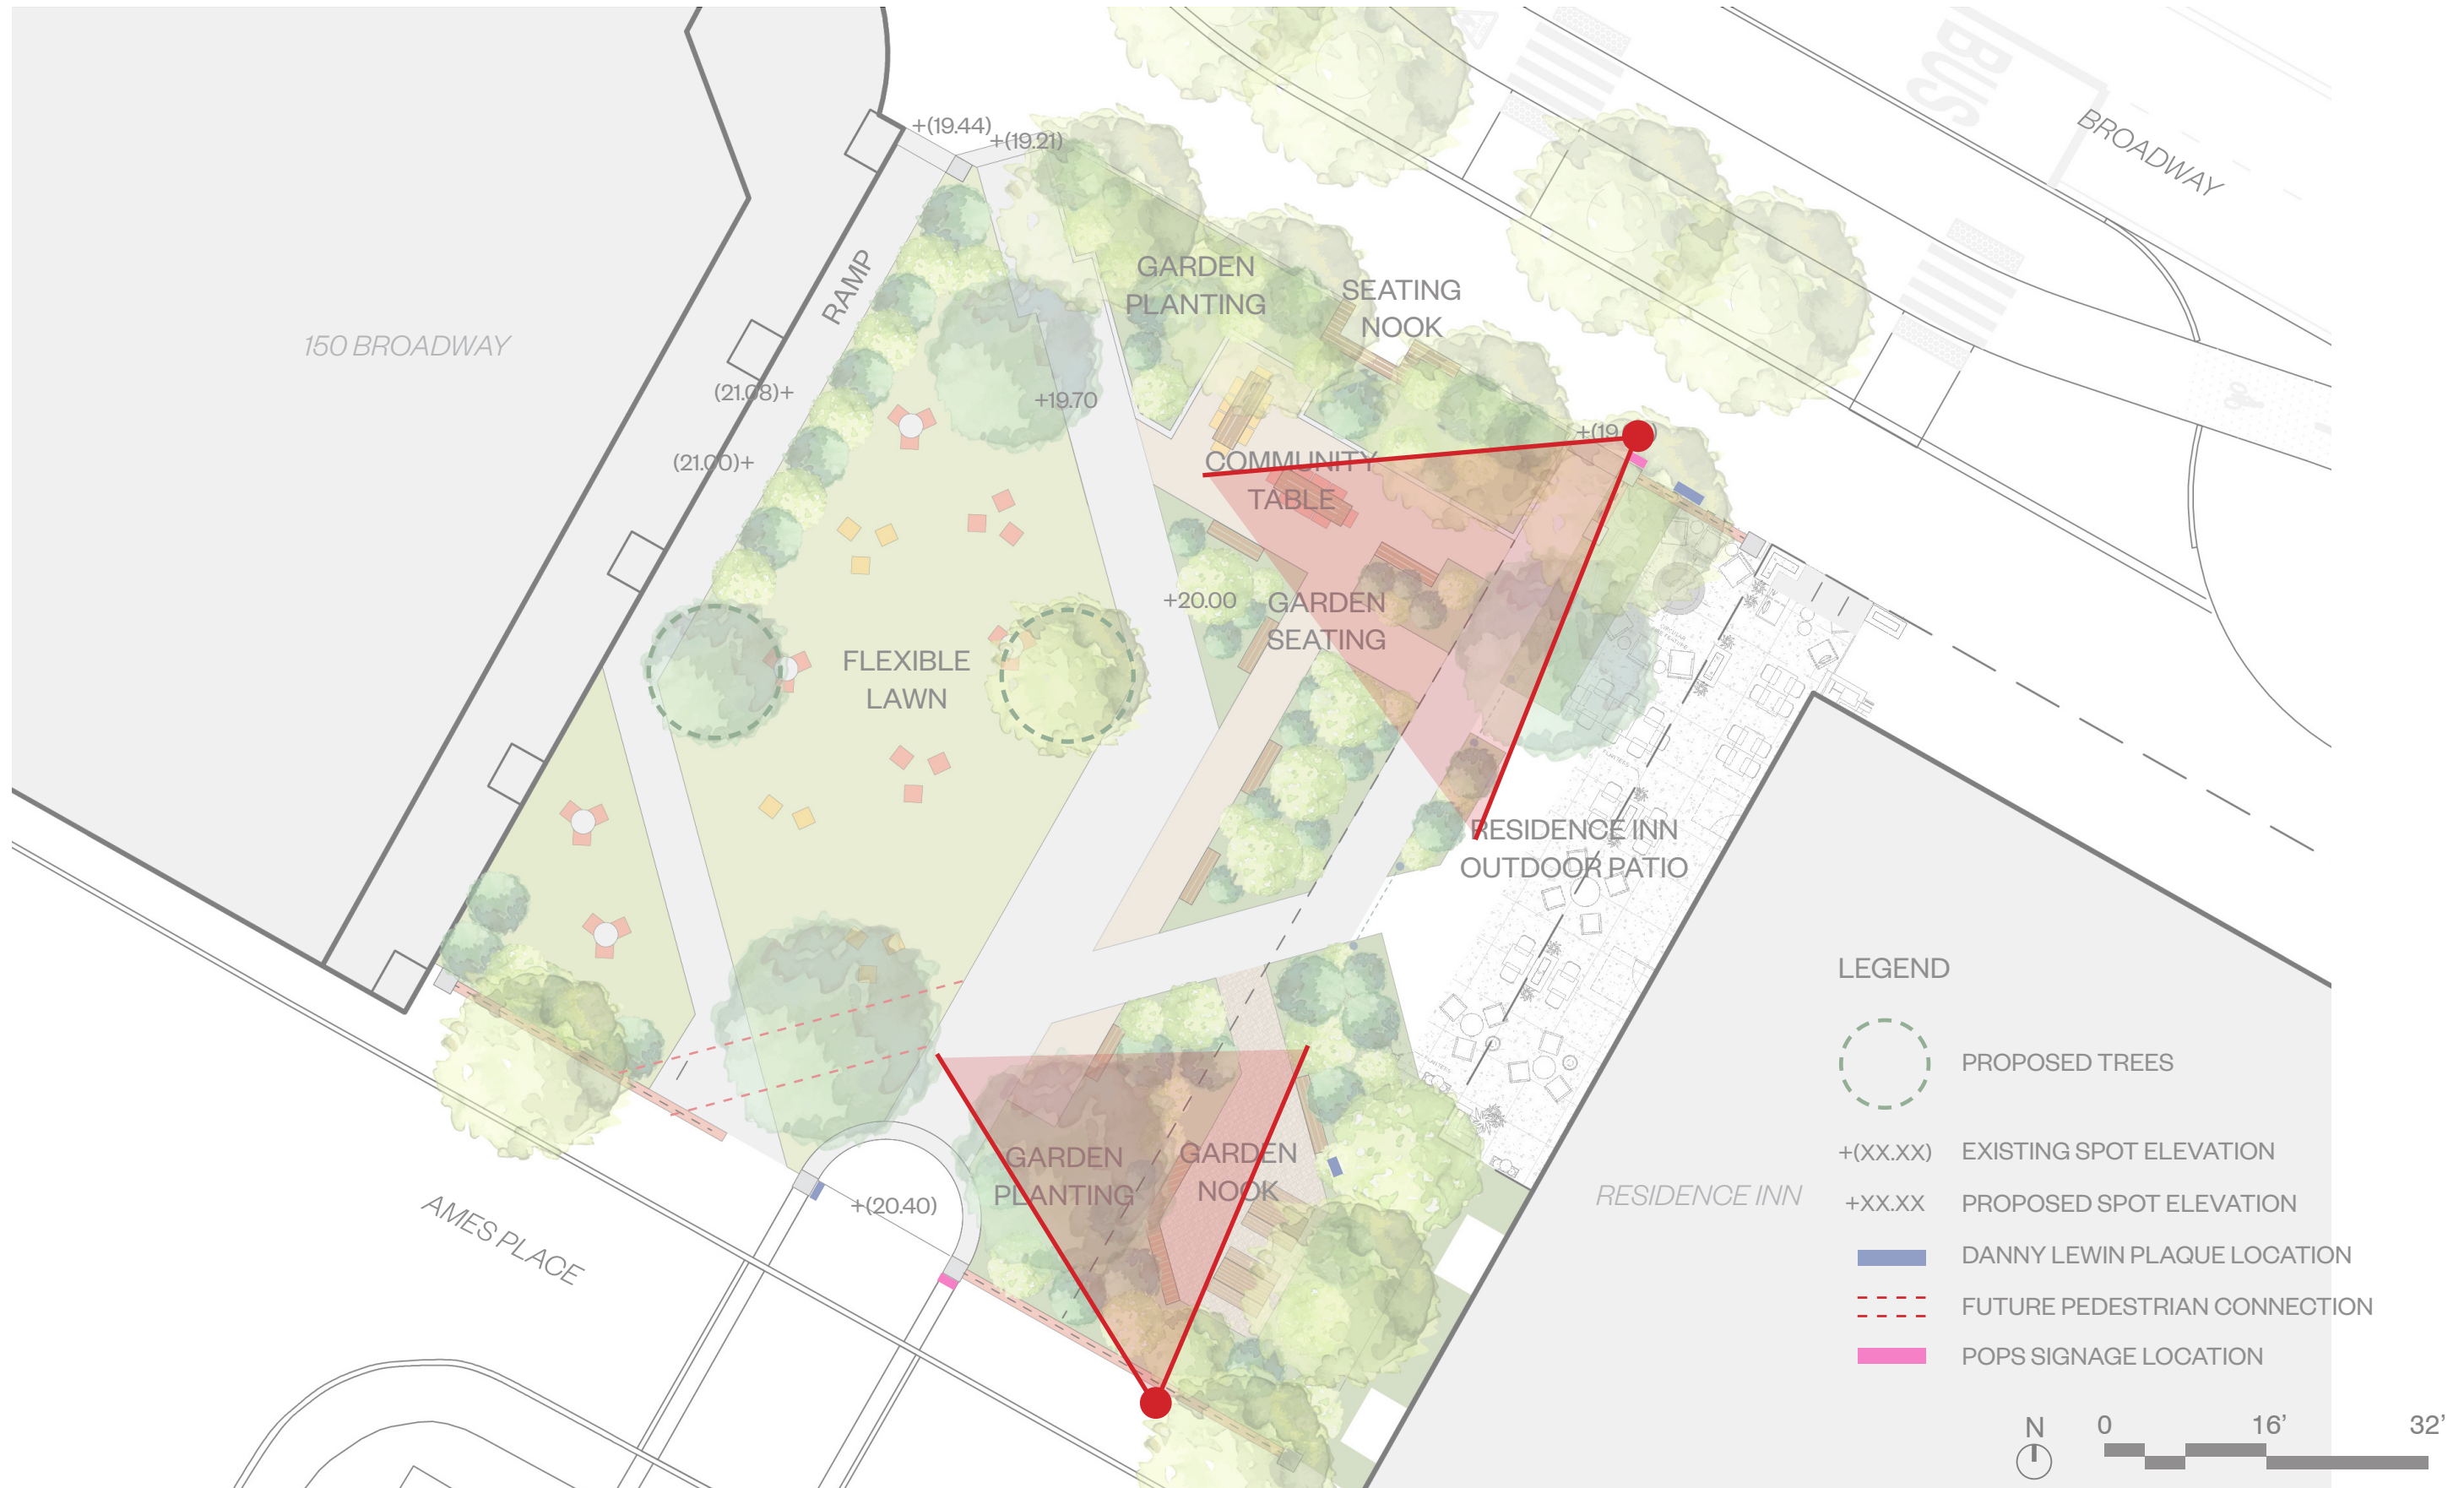 BUS
BROADWAY
+(19.44)
+(19.21)
GARDEN
PLANTING
SEATING
NOOK
RAMP
150 BROADWAY
(21.08)+
+19.70
(21.00)+
COMMUNITY
TABLE
+20.00
GARDEN
SEATING
FLEXIBLE
LAWN
RESIDENCE INN
OUTDOOR PATIO
GARDEN
PLANTING
GARDEN
NOOK
+(20.40)
AMES PLACE
RESIDENCE INN
LEGEND
PROPOSED TREES
+(XX.XX) EXISTING SPOT ELEVATION
+XX.XX PROPOSED SPOT ELEVATION
DANNY LEWIN PLAQUE LOCATION
FUTURE PEDESTRIAN CONNECTION
POPS SIGNAGE LOCATION
N
0 16' 32'